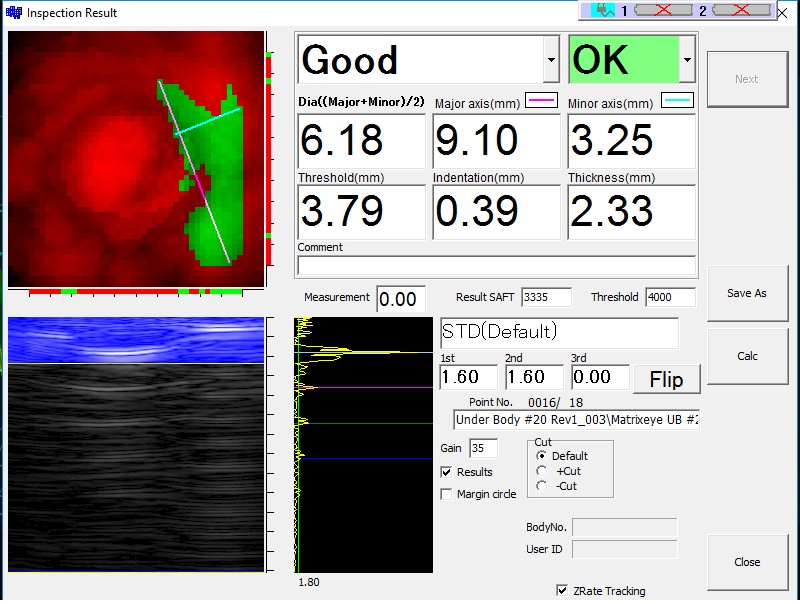 Inspection Result
1 2
Good OK
Next
Dia((Major+Minor)/2) Major axis(mm) Minor axis(mm)
6.18 9.10 3.25
Threshold(mm) Indentation(mm) Thickness(mm)
3.79 0.39 2.33
Comment
Measurement 0.00 Result SAFT 3335 Threshold 4000
Save As
STD(Default)
1st 2nd 3rd
1.60 1.60 0.00 Flip
Calc
Point No. 0016/ 18
Under Body #20 Rev1_003\Matrixeye UB #2
Gain 35
Cut
Default
+Cut
-Cut
Results
Margin circle
BodyNo.
User ID
Close
1.80
ZRate Tracking